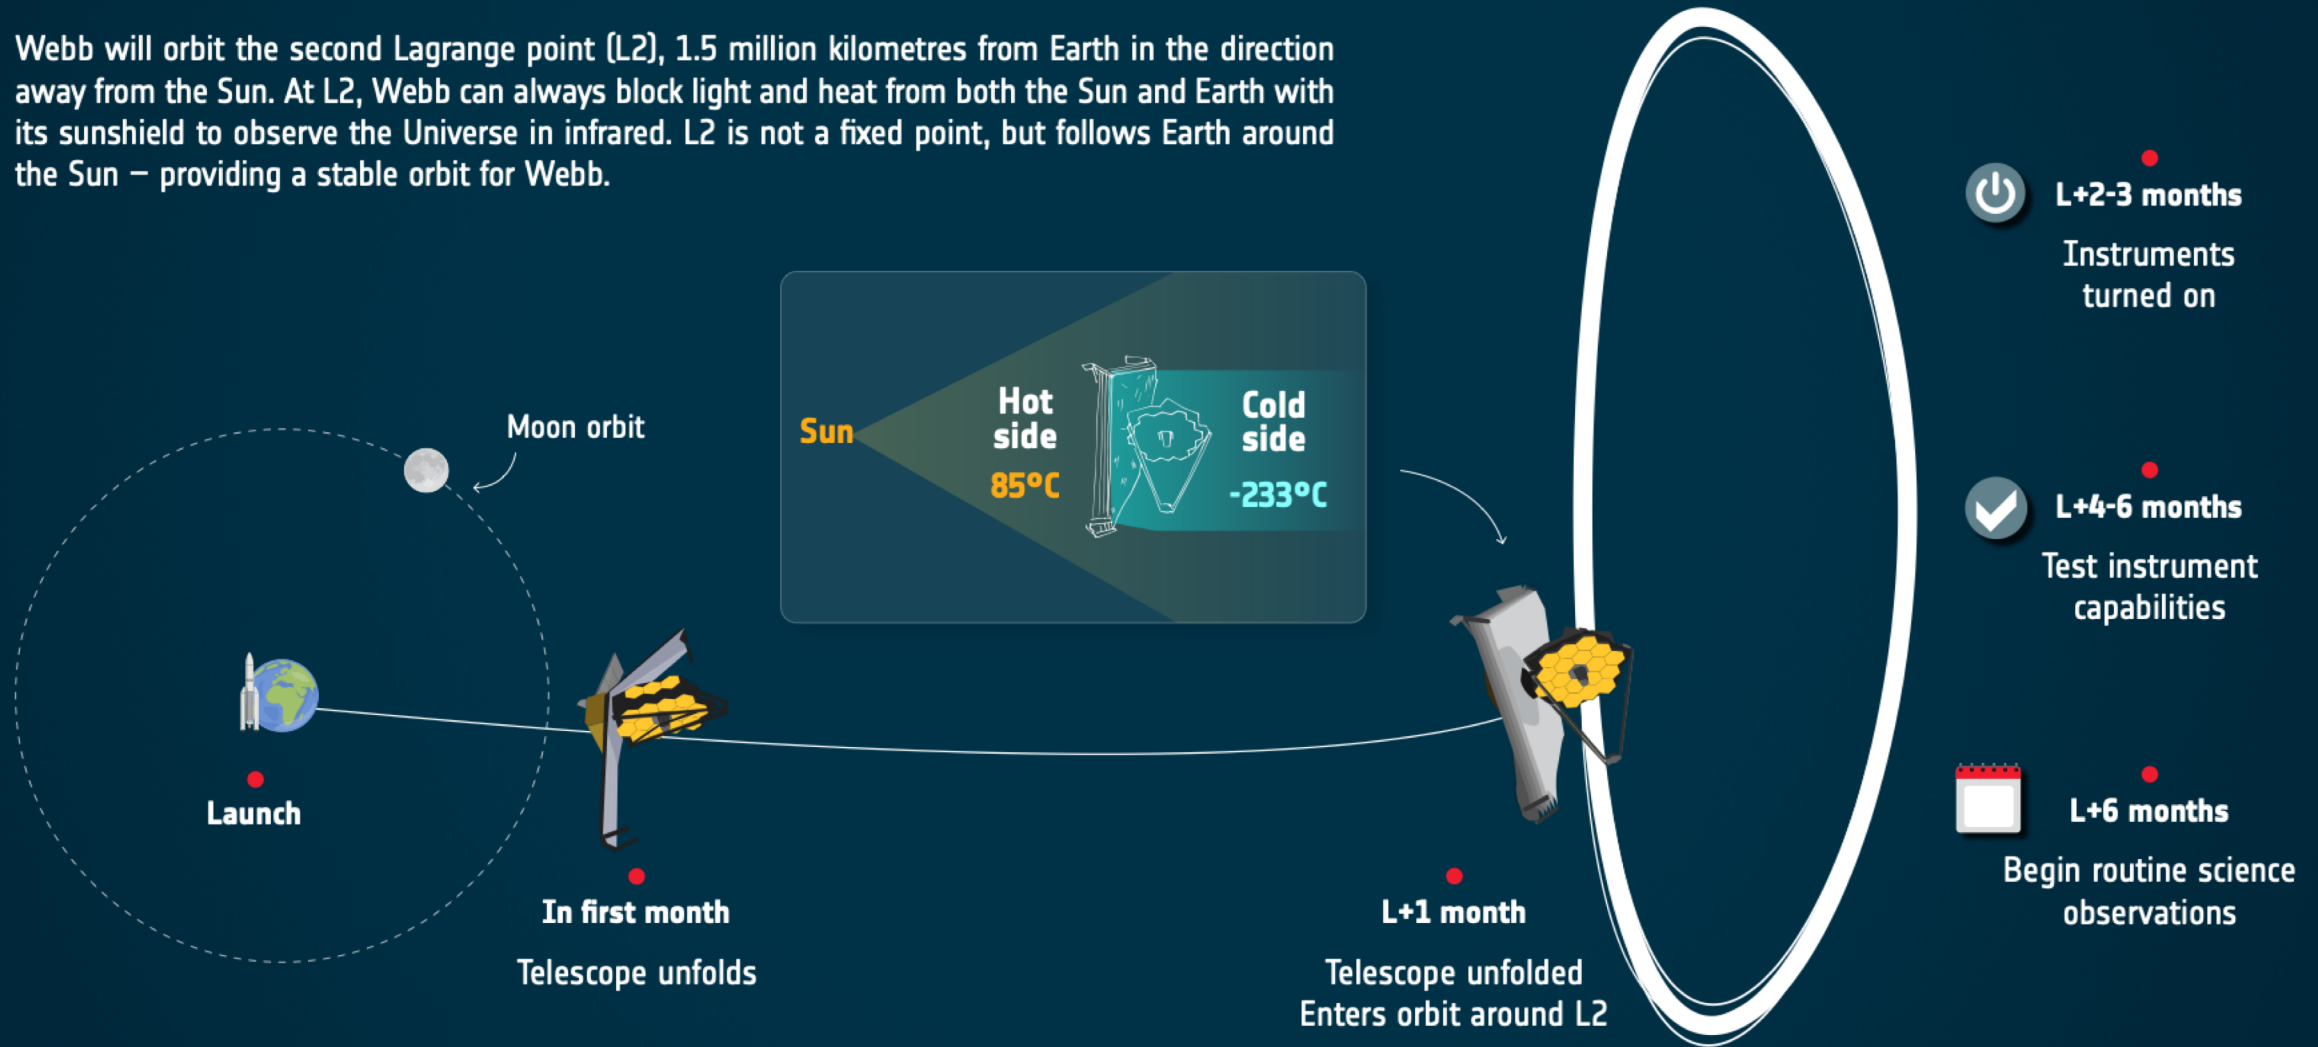 Webb will orbit the second Lagrange point (L2), 1.5 million kilometres from Earth in the direction
away from the Sun. At L2, Webb can always block light and heat from both the Sun and Earth with
its sunshield to observe the Universe in infrared. L2 is not a fixed point, but follows Earth around
the Sun – providing a stable orbit for Webb.
Moon orbit
Launch
In first month
Telescope unfolds
Sun
Hot
side
85°C
Cold
side
-233°C
L+1 month
Telescope unfolded
Enters orbit around L2
L+2-3 months
Instruments
turned on
L+4-6 months
Test instrument
capabilities
L+6 months
Begin routine science
observations